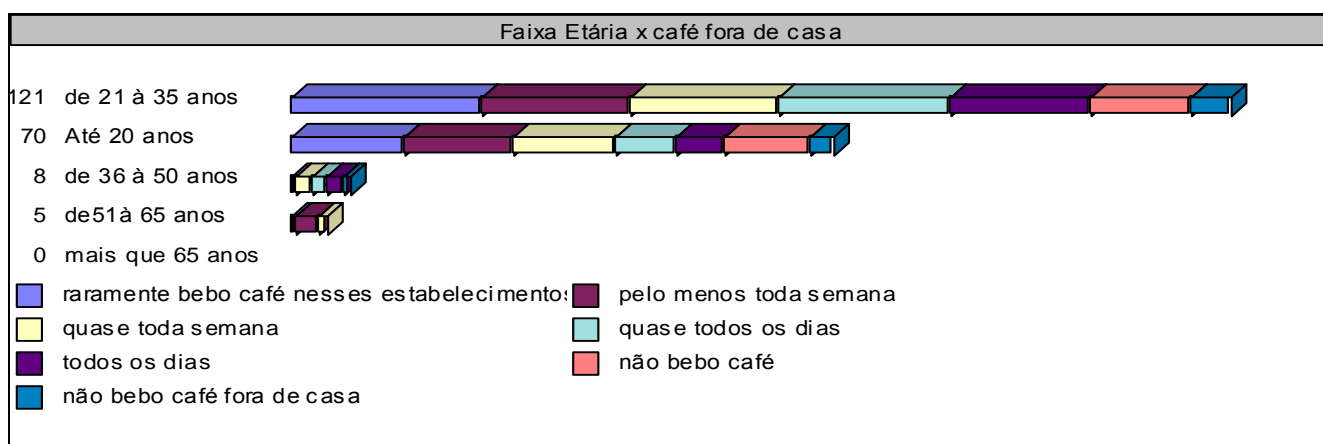 Faixa Etária x café fora de casa
121 de 21 à 35 anos
70 Até 20 anos
8 de 36 à 50 anos
5 de51à 65 anos
0 mais que 65 anos
raramente bebo café nesses estabelecimentos pelo menos toda semana
quase toda semana quase todos os dias
todos os dias não bebo café
não bebo café fora de casa